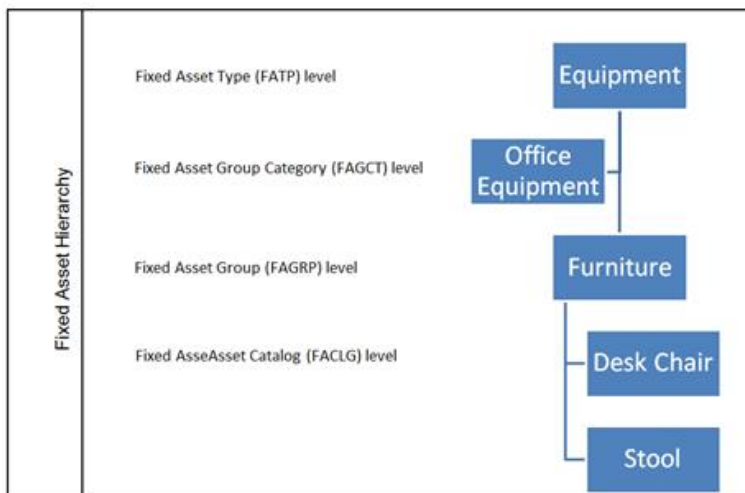 Fixed Asset Hierarchy
Fixed Asset Type (FATP) level
Equipment
Fixed Asset Group Category (FAGCT) level
Office
Equipment
Fixed Asset Group (FAGRP) level
Furniture
Fixed AsseAsset Catalog (FACLG) level
Desk Chair
Stool